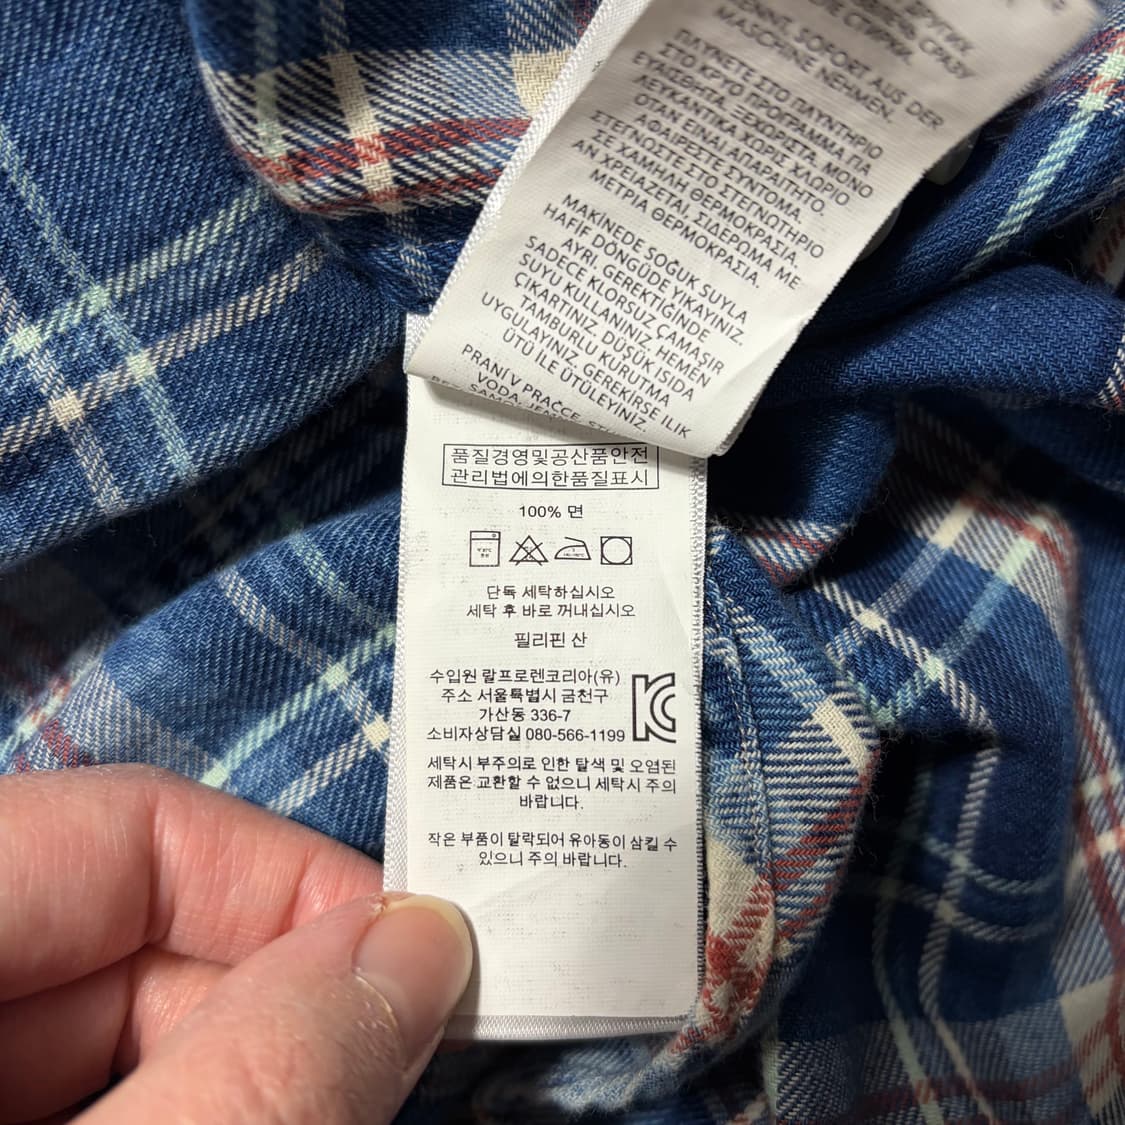 MASCHINE NEHMEN.
ΠΛΥΝΕΤΕ ΣΤΟ ΠΛΥΝΤΗΡΙΟ
ΣΤΟ ΚΡΥΟ ΠΡΟΓΡΑΜΜΑ ΓΙΑ
ΕΥΑΙΣΘΗΤΑ. ΞΕΧΩΡΙΣΤΑ. ΜΟΝΟ
ΛΕΥΚΑΝΤΙΚΑ ΧΩΡΙΣ ΧΛΩΡΙΟ
ΟΤΑΝ ΕΙΝΑΙ ΑΠΑΡΑΙΤΗΤΟ.
ΑΦΑΙΡΕΣΤΕ ΣΥΝΤΟΜΑ.
ΣΤΕΓΝΩΣΤΕ ΣΤΟ ΣΤΕΓΝΩΤΗΡΙΟ
ΣΕ ΧΑΜΗΛΗ ΘΕΡΜΟΚΡΑΣΙΑ.
ΑΝ ΧΡΕΙΑΖΕΤΑΙ, ΣΙΔΕΡΩΜΑ ΜΕ
ΜΕΤΡΙΑ ΘΕΡΜΟΚΡΑΣΙΑ.
MAKİNEDE SOĞUK SUYLA
HAFİF DÖNGÜDE YIKAYINIZ.
AYRI. GEREKTİĞİNDE
SADECE KLORSUZ ÇAMAŞIR
SUYU KULLANINIZ. HEMEN
ÇIKARTINIZ. DÜŞÜK ISIDA
TAMBURLU KURUTMA
UYGULAYINIZ. GEREKİRSE ILIK
ÜTÜ İLE ÜTÜLEYİNİZ.
PRANÍ V PRAČCE,
VODA,
품질경영및공산품안전
관리법에의한품질표시
100% 면
단독 세탁하십시오
세탁 후 바로 꺼내십시오
필리핀 산
수입원 랄프로렌코리아(유)
주소 서울특별시 금천구
가산동 336-7
소비자상담실 080-566-1199
세탁시 부주의로 인한 탈색 및 오염된
제품은 교환할 수 없으니 세탁시 주의
바랍니다.
작은 부품이 탈락되어 유아동이 삼킬 수
있으니 주의 바랍니다.